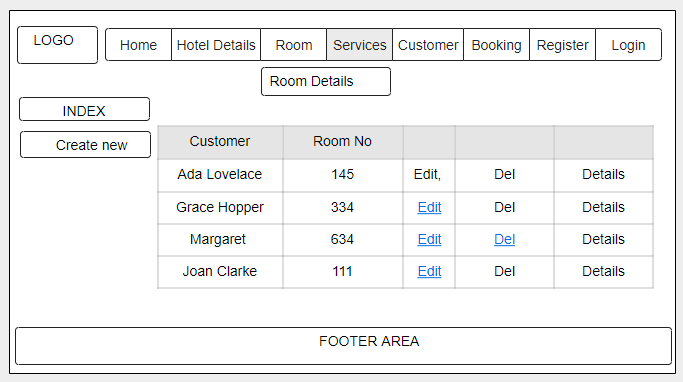 LOGO
Home Hotel Details Room Services Customer Booking Register Login
Room Details
INDEX
Create new
Customer Room No
Ada Lovelace 145 Edit, Del Details
Grace Hopper 334 Edit Del Details
Margaret 634 Edit Del Details
Joan Clarke 111 Edit Del Details
FOOTER AREA